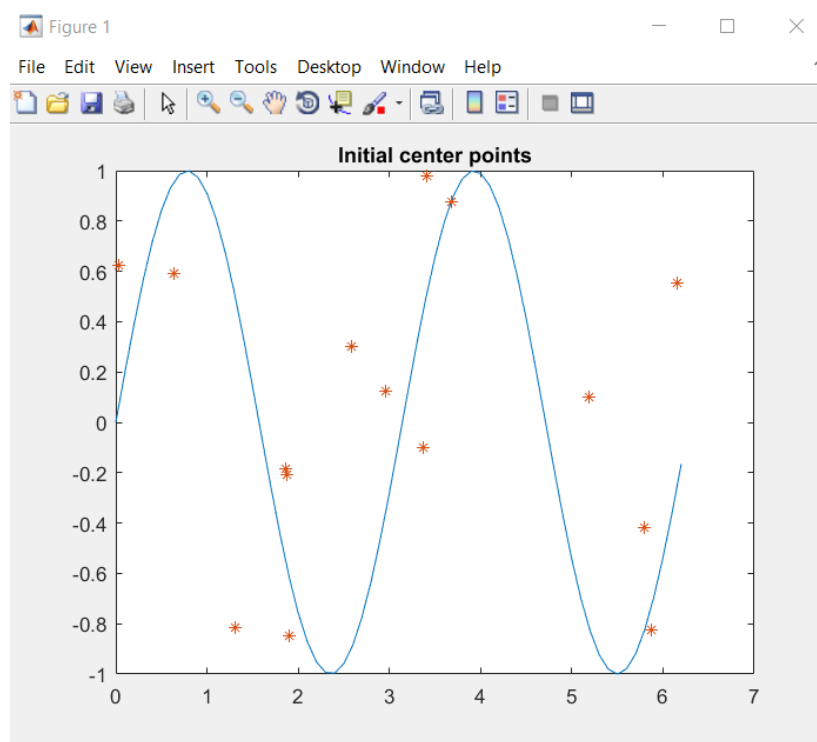 Figure 1
File Edit View Insert Tools Desktop Window Help
Initial center points
1
0.8
0.6
0.4
0.2
0
-0.2
-0.4
-0.6
-0.8
-1
0 1 2 3 4 5 6 7